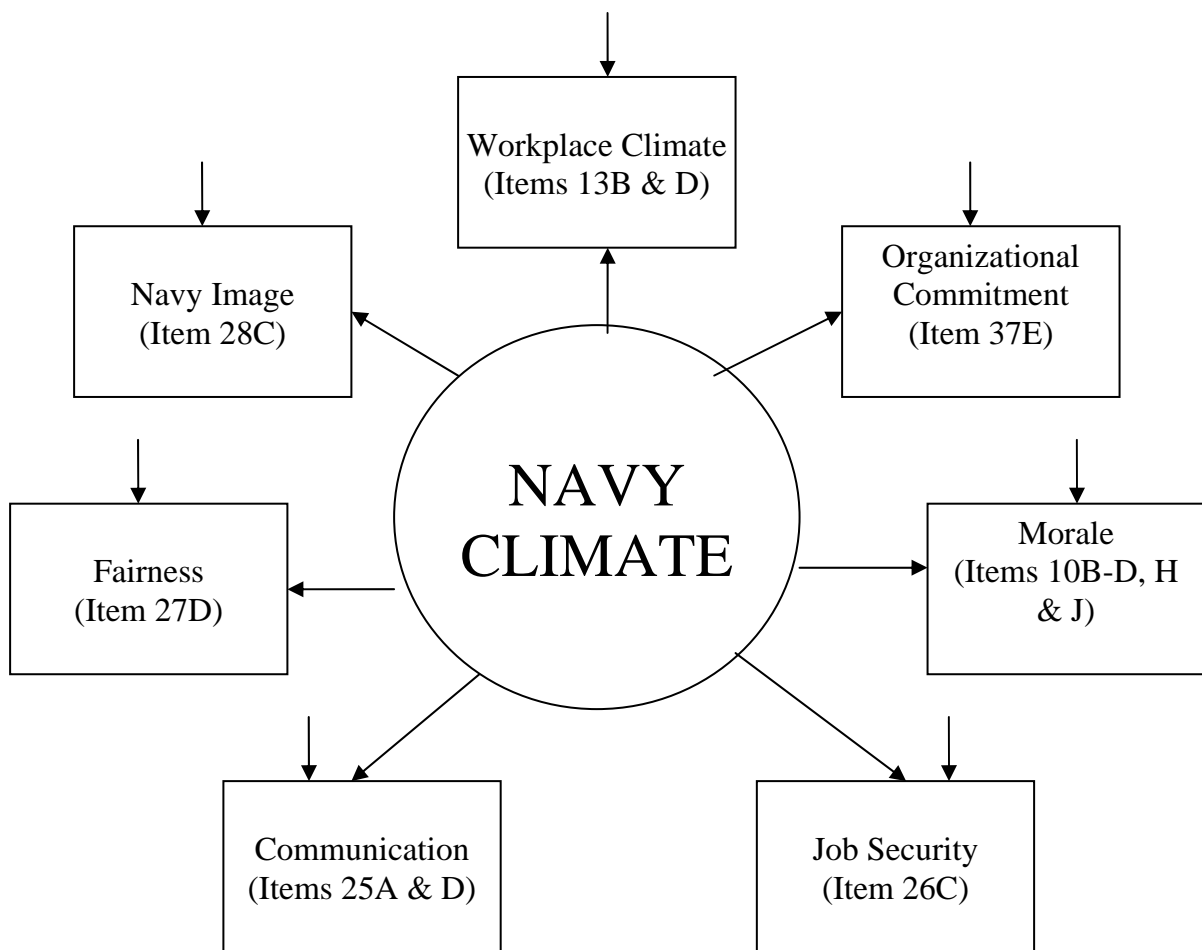 Workplace Climate
(Items 13B & D)
Navy Image
(Item 28C)
Organizational
Commitment
(Item 37E)
NAVY
CLIMATE
Fairness
(Item 27D)
Morale
(Items 10B-D, H
& J)
Communication
(Items 25A & D)
Job Security
(Item 26C)